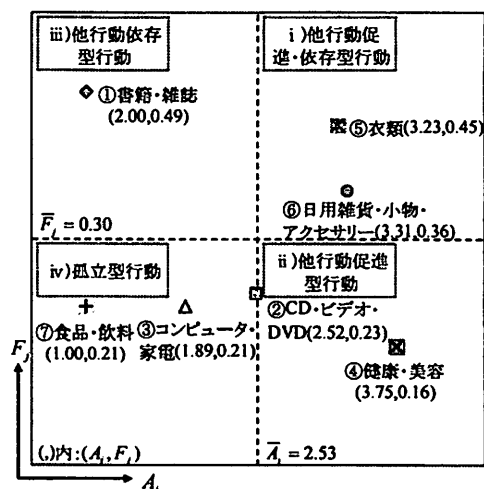 iii)他行動依存
型行動
i)他行動促
進・依存型行動
①書籍・雑誌
(2.00,0.49)
⑤衣類(3.23,0.45)
⑥日用雑貨・小物・
アクセサリー(3.31,0.36)
F̅ᵢ = 0.30
iv)孤立型行動
ii)他行動促進
型行動
⑦食品・飲料
(1.00,0.21)
③コンピュータ・
家電(1.89,0.21)
②CD・ビデオ・
DVD(2.52,0.23)
④健康・美容
(3.75,0.16)
Fⱼ
(,)内:(Aᵢ,Fᵢ)
A̅ᵢ = 2.53
Aᵢ